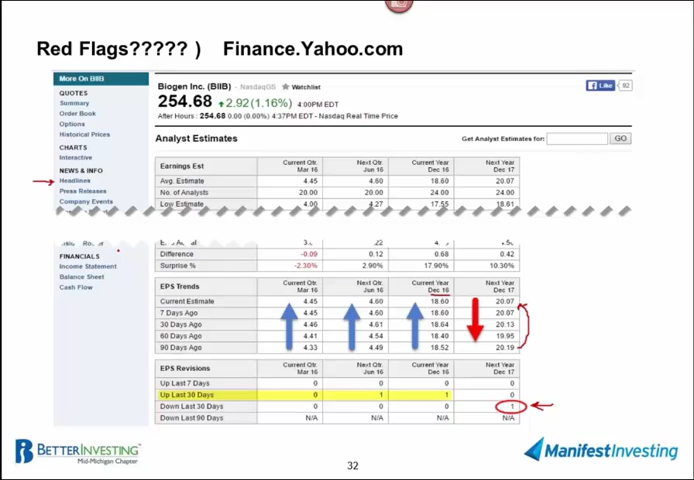 Red Flags????? ) Finance.Yahoo.com
More On BIIB
QUOTES
Summary
Order Book
Options
Historical Prices
CHARTS
Interactive
NEWS & INFO
Headlines
Press Releases
Company Events
FINANCIALS
Income Statement
Balance Sheet
Cash Flow
Biogen Inc. (BIIB) - NasdaqGS ★ Watchlist
Like 92
254.68 2.92 (1.16%) 4:00PM EDT
After Hours : 254.68 0.00 (0.00%) 4:37PM EDT - Nasdaq Real Time Price
Analyst Estimates
Get Analyst Estimates for: GO
Earnings Est Current Qtr. Mar 16 Next Qtr. Jun 16 Current Year Dec 16 Next Year Dec 17
Avg. Estimate 4.45 4.60 18.60 20.07
No. of Analysts 20.00 20.00 24.00 24.00
Low Estimate 4.00 4.27 17.55 18.61
Difference -0.09 0.12 0.68 0.42
Surprise % -2.30% 2.90% 17.90% 10.30%
EPS Trends Current Qtr. Mar 16 Next Qtr. Jun 16 Current Year Dec 16 Next Year Dec 17
Current Estimate 4.45 4.60 18.60 20.07
7 Days Ago 4.45 4.60 18.60 20.07
30 Days Ago 4.46 4.61 18.64 20.13
60 Days Ago 4.41 4.54 18.40 19.95
90 Days Ago 4.33 4.49 18.52 20.19
EPS Revisions Current Qtr. Mar 16 Next Qtr. Jun 16 Current Year Dec 16 Next Year Dec 17
Up Last 7 Days 0 0 0 0
Up Last 30 Days 0 1 1 0
Down Last 30 Days 0 0 0 1
Down Last 90 Days N/A N/A N/A N/A
BETTERINVESTING
Mid-Michigan Chapter
32
ManifestInvesting